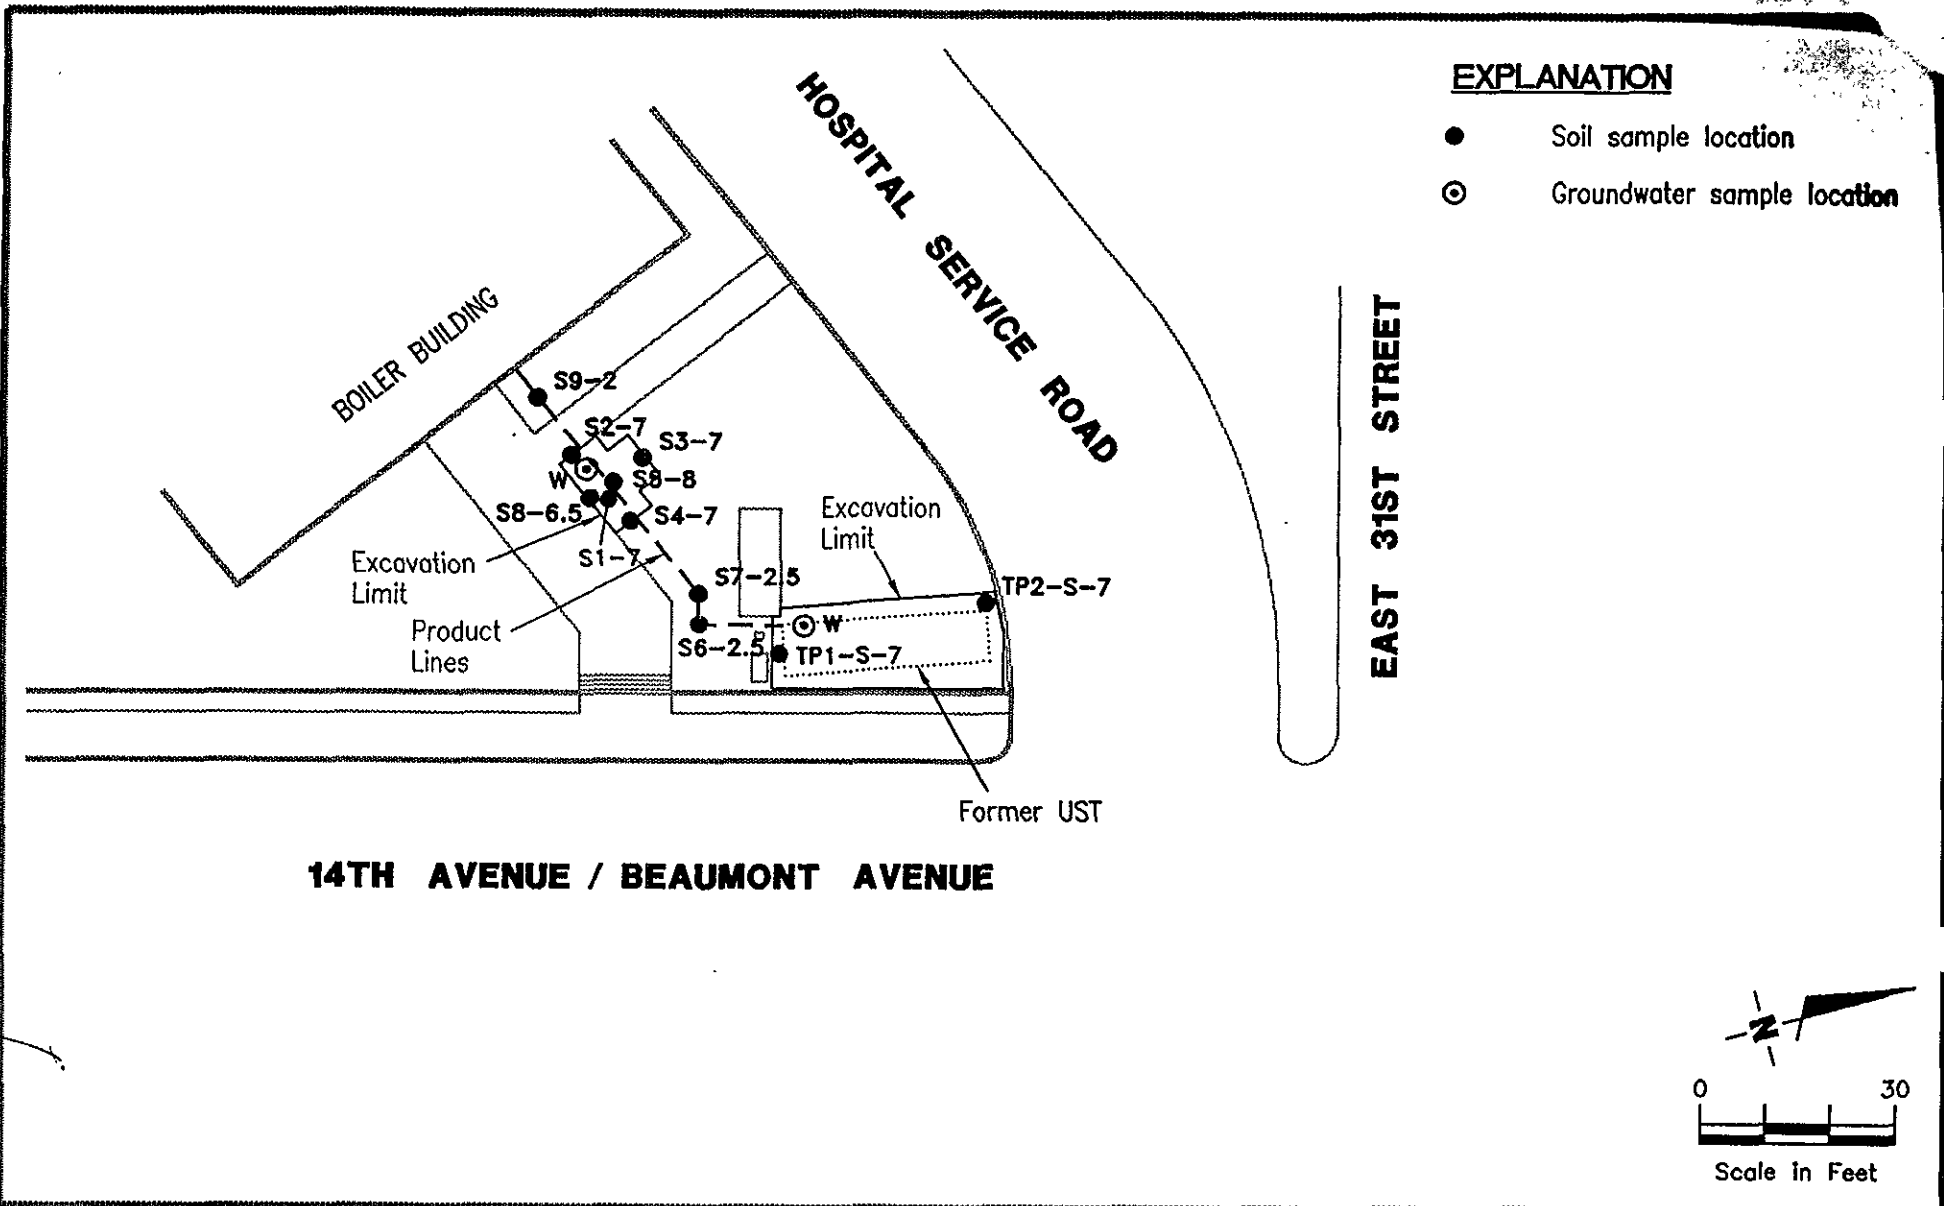 EXPLANATION
Soil sample location
Groundwater sample location
HOSPITAL SERVICE ROAD
EAST 31ST STREET
BOILER BUILDING
S9-2
S2-7
S3-7
W
S8-6.5
S4-7
S1-7
Excavation
Limit
Product
Lines
S7-2.5
S6-2.5
Excavation
Limit
TP2-S-7
W
TP1-S-7
Former UST
14TH AVENUE / BEAUMONT AVENUE
N
0 30
Scale in Feet